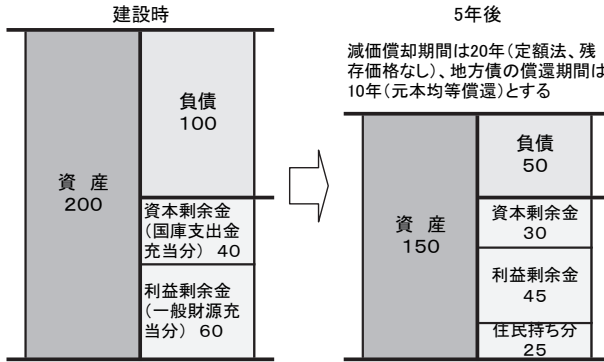 建設時
負債
100
資 産
200
資本剰余金
(国庫支出金
充当分) 40
利益剰余金
(一般財源充
当分) 60
5年後
減価償却期間は20年(定額法、残
存価格なし)、地方債の償還期間は
10年(元本均等償還)とする
負債
50
資 産
150
資本剰余金
30
利益剰余金
45
住民持ち分
25